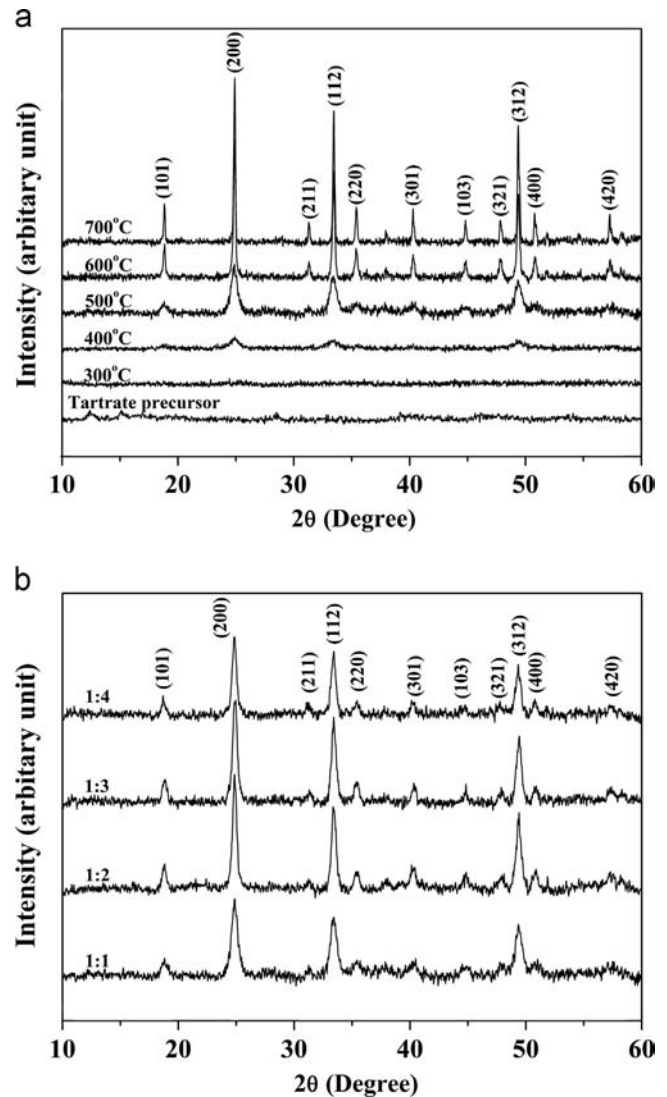 a
(200)
(112)
(312)
(101)
(211)
(220)
(301)
(103)
(321)
(400)
(420)
700°C
600°C
500°C
400°C
300°C
Tartrate precursor
Intensity (arbitary unit)
10 20 30 40 50 60
2θ (Degree)
b
(200)
(112)
(312)
(101)
(211)
(220)
(301)
(103)
(321)
(400)
(420)
1:4
1:3
1:2
1:1
Intensity (arbitary unit)
10 20 30 40 50 60
2θ (Degree)